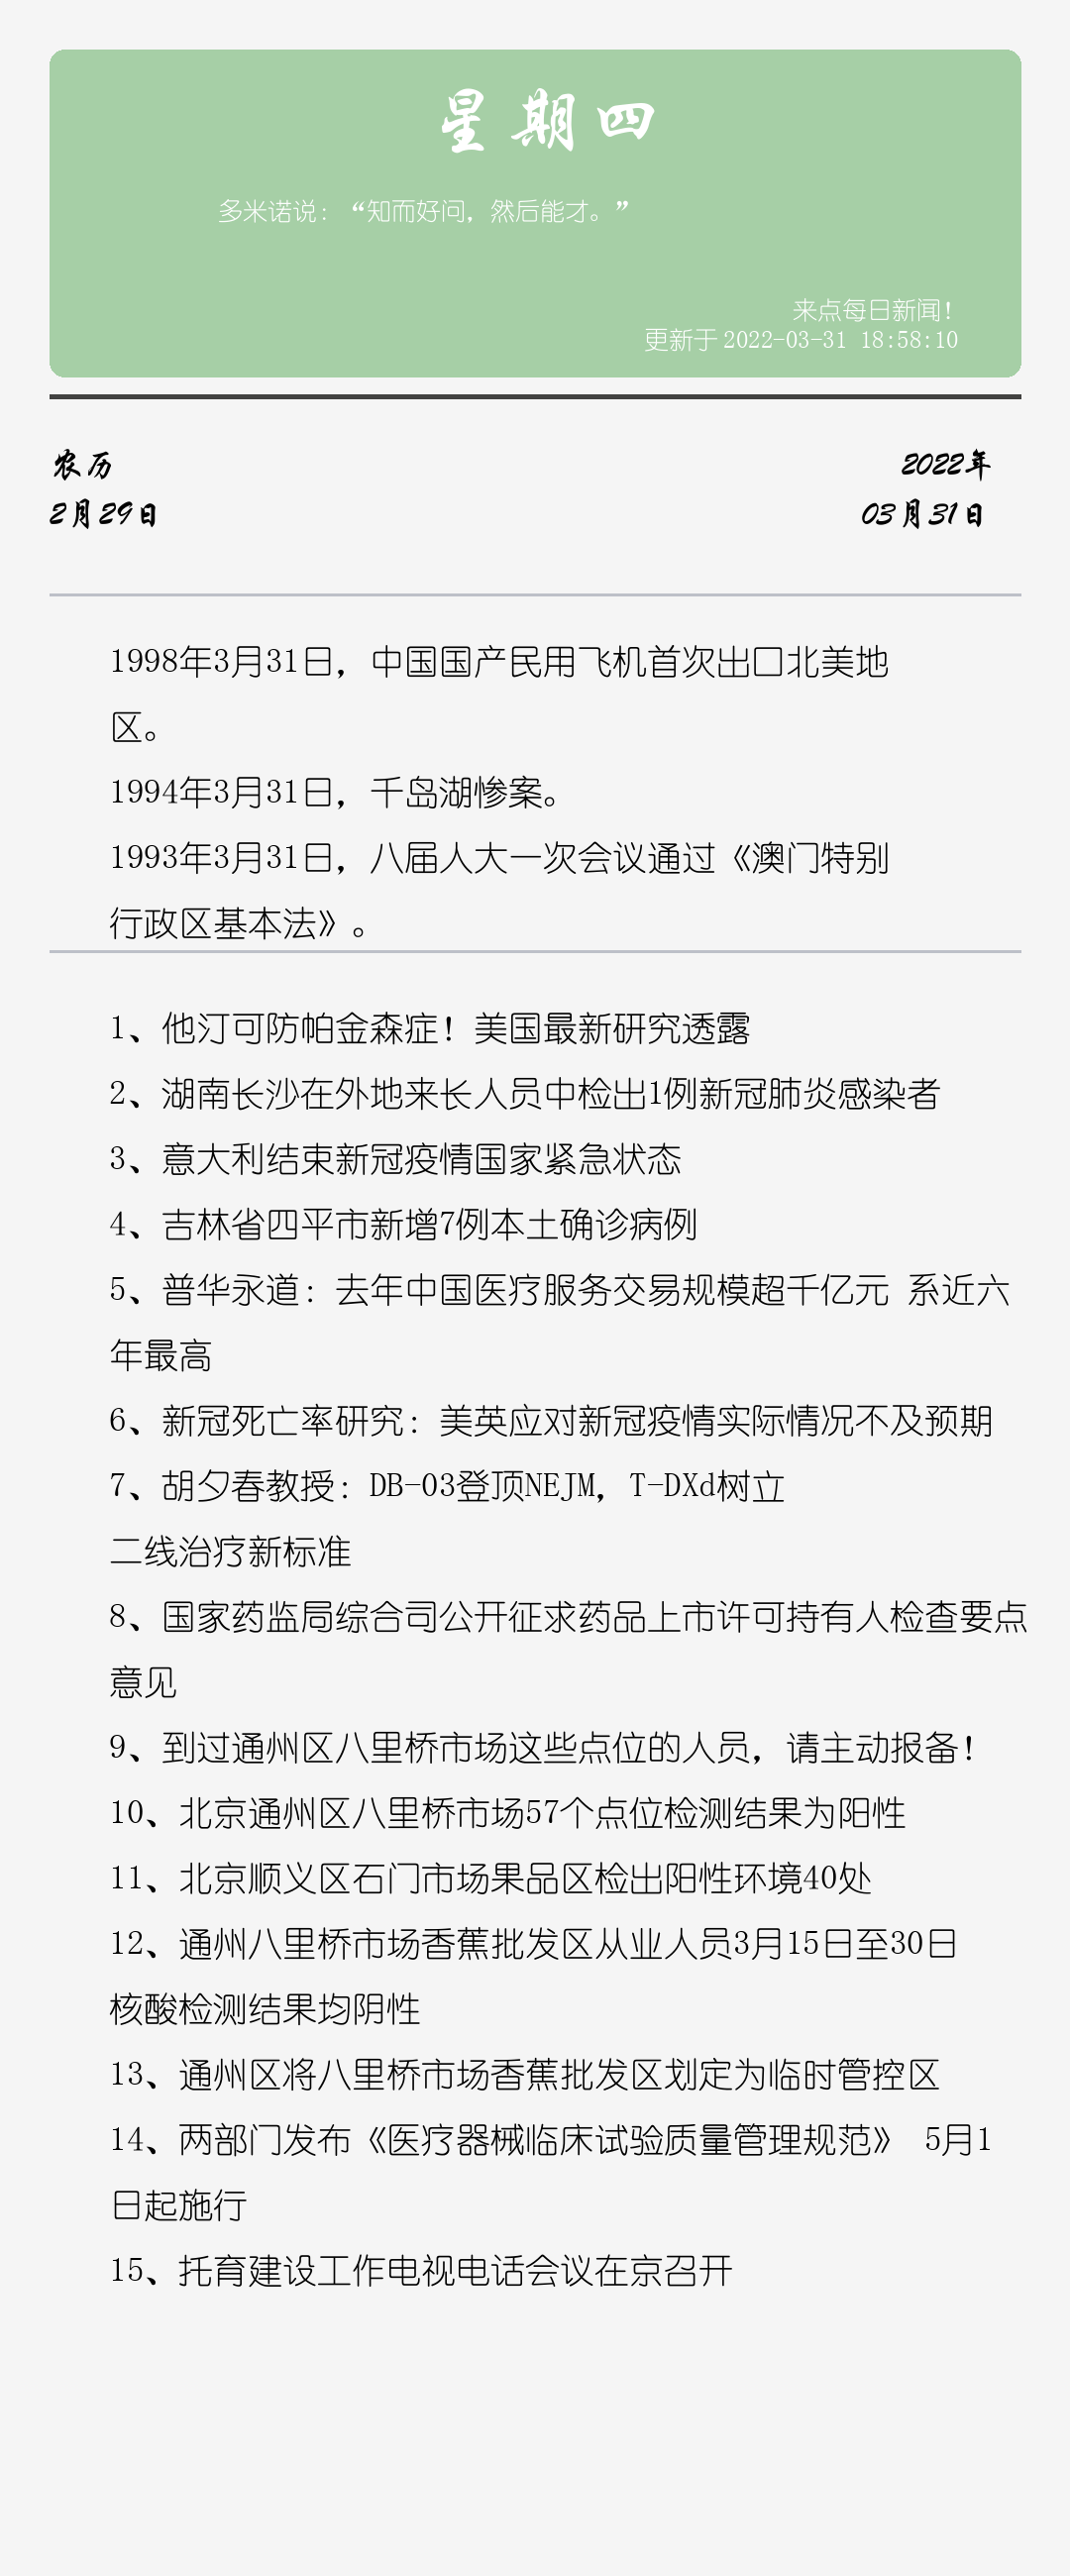 星期四
多米诺说：“知而好问，然后能才。”
来点每日新闻！
更新于 2022-03-31 18:58:10
农历
2022年
2月29日
03月31日
1998年3月31日，中国国产民用飞机首次出口北美地
区。
1994年3月31日，千岛湖惨案。
1993年3月31日，八届人大一次会议通过《澳门特别
行政区基本法》。
1、他汀可防帕金森症！美国最新研究透露
2、湖南长沙在外地来长人员中检出1例新冠肺炎感染者
3、意大利结束新冠疫情国家紧急状态
4、吉林省四平市新增7例本土确诊病例
5、普华永道：去年中国医疗服务交易规模超千亿元 系近六
年最高
6、新冠死亡率研究：美英应对新冠疫情实际情况不及预期
7、胡夕春教授：DB-03登顶NEJM，T-DXd树立
二线治疗新标准
8、国家药监局综合司公开征求药品上市许可持有人检查要点
意见
9、到过通州区八里桥市场这些点位的人员，请主动报备！
10、北京通州区八里桥市场57个点位检测结果为阳性
11、北京顺义区石门市场果品区检出阳性环境40处
12、通州八里桥市场香蕉批发区从业人员3月15日至30日
核酸检测结果均阴性
13、通州区将八里桥市场香蕉批发区划定为临时管控区
14、两部门发布《医疗器械临床试验质量管理规范》 5月1
日起施行
15、托育建设工作电视电话会议在京召开